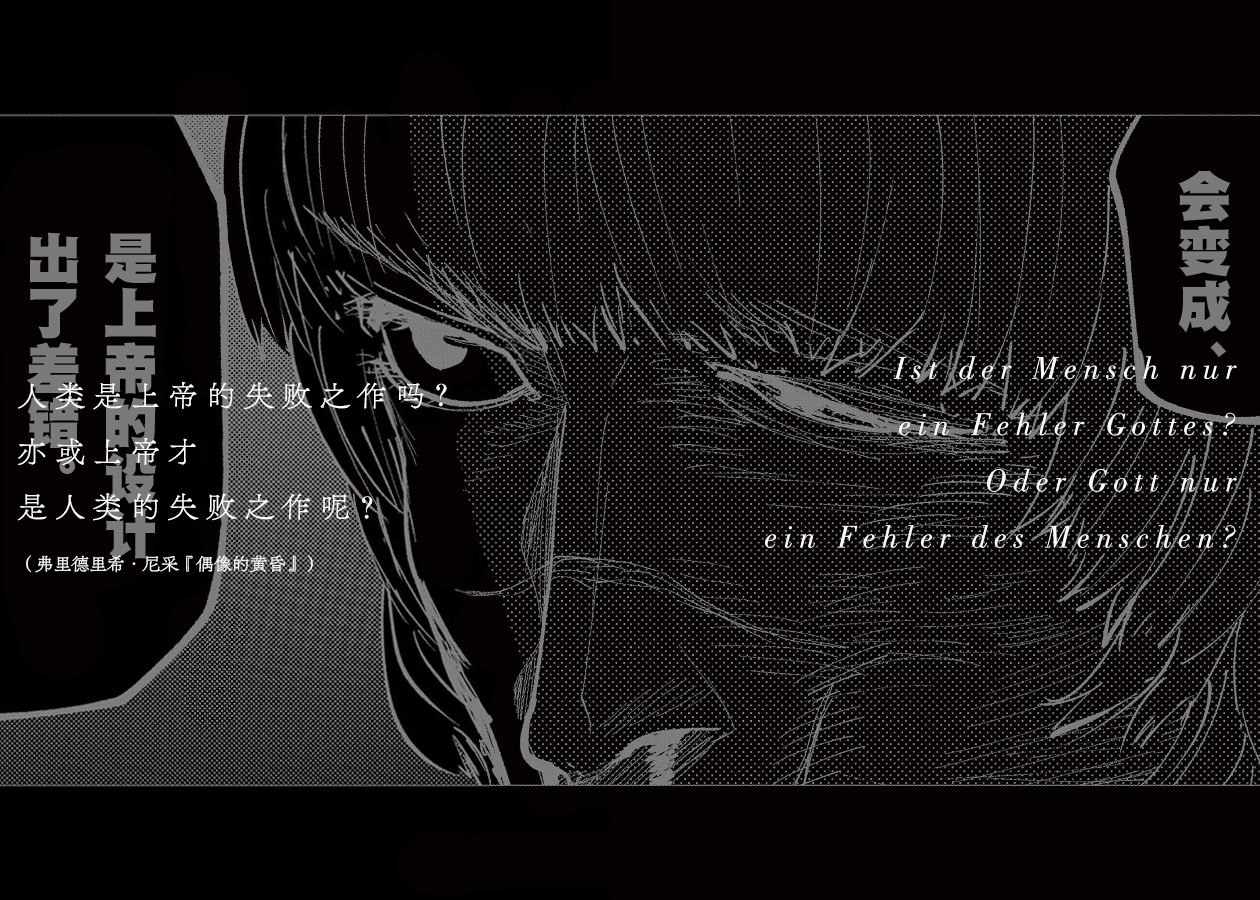 会变成、
是上帝的设计
出了差错。
人类是上帝的失败之作吗？
亦或上帝才
是人类的失败之作呢？
（弗里德里希·尼采『偶像的黄昏』）
Ist der Mensch nur
ein Fehler Gottes?
Oder Gott nur
ein Fehler des Menschen?